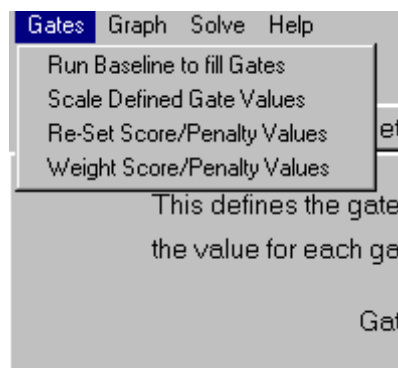 Gates Graph Solve Help
Run Baseline to fill Gates
Scale Defined Gate Values
Re-Set Score/Penalty Values
Weight Score/Penalty Values
et
This defines the gate
the value for each ga
Gat